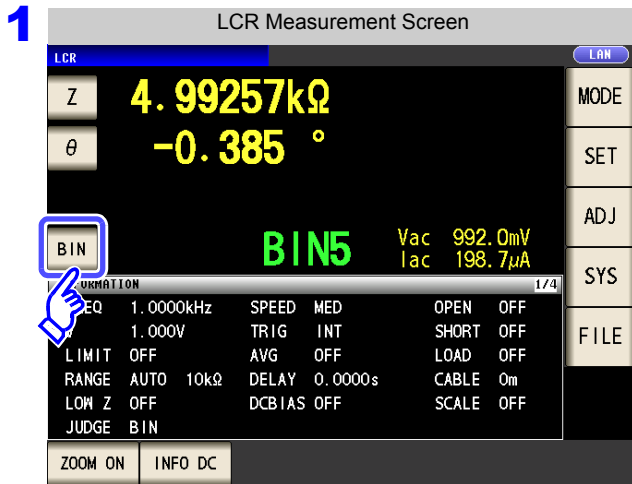 1
LCR Measurement Screen
LCR
LAN
Z 4.99257kΩ
θ -0.385 °
BIN
BIN5
Vac 992.0mV
Iac 198.7μA
1/4
1.0000kHz SPEED MED OPEN OFF
1.000V TRIG INT SHORT OFF
LIMIT OFF AVG OFF LOAD OFF
RANGE AUTO 10kΩ DELAY 0.0000s CABLE 0m
LOW Z OFF DCBIAS OFF SCALE OFF
JUDGE BIN
MODE
SET
ADJ
SYS
FILE
ZOOM ON
INFO DC